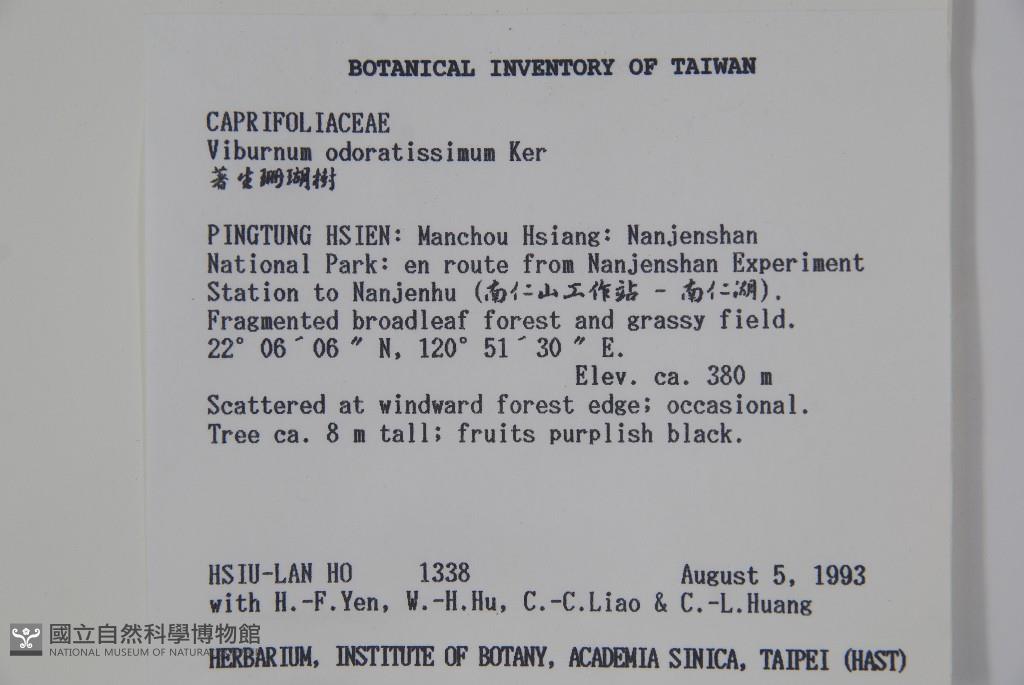 BOTANICAL INVENTORY OF TAIWAN
CAPRIFOLIACEAE
Viburnum odoratissimum Ker
著生珊瑚樹
PINGTUNG HSIEN: Manchou Hsiang: Nanjenshan
National Park: en route from Nanjenshan Experiment
Station to Nanjenhu (南仁山工作站 - 南仁湖).
Fragmented broadleaf forest and grassy field.
22° 06´06 ″ N, 120° 51´30 ″ E.
Elev. ca. 380 m
Scattered at windward forest edge; occasional.
Tree ca. 8 m tall; fruits purplish black.
HSIU-LAN HO 1338 August 5, 1993
with H.-F.Yen, W.-H.Hu, C.-C.Liao & C.-L.Huang
國立自然科學博物館
NATIONAL MUSEUM OF NATURAL
HERBARIUM, INSTITUTE OF BOTANY, ACADEMIA SINICA, TAIPEI (HAST)